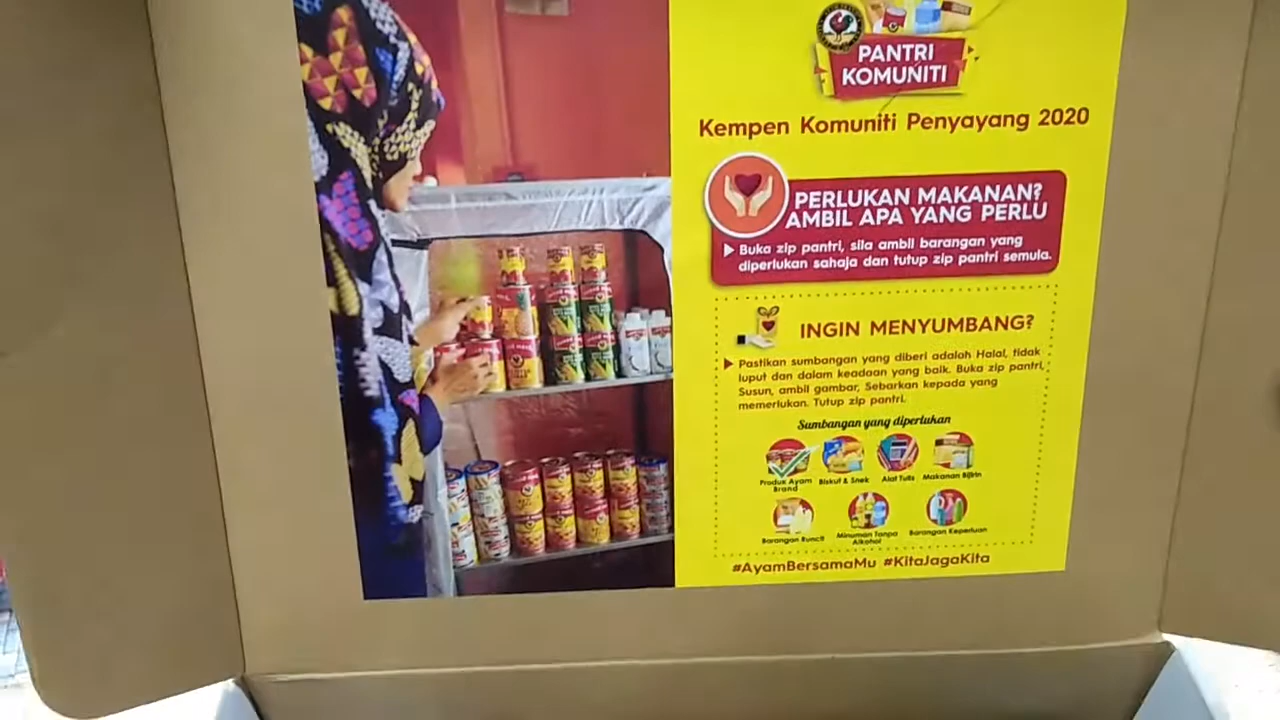 PANTRI
KOMUNITI
Kempen Komuniti Penyayang 2020
PERLUKAN MAKANAN?
AMBIL APA YANG PERLU
Buka zip pantri, sila ambil barangan yang
diperlukan sahaja dan tutup zip pantri semula.
INGIN MENYUMBANG?
Pastikan sumbangan yang diberi adalah Halal, tidak
luput dan dalam keadaan yang baik. Buka zip pantri,
Susun, ambil gambar, Sebarkan kepada yang
memerlukan. Tutup zip pantri.
Sumbangan yang diperlukan
Produk Ayam
Brand
Biskut & Snek
Alat Tulis
Makanan Bijirin
Barangan Runcit
Minuman Tanpa
Alkohol
Barangan Keperluan
#AyamBersamaMu #KitaJagaKita